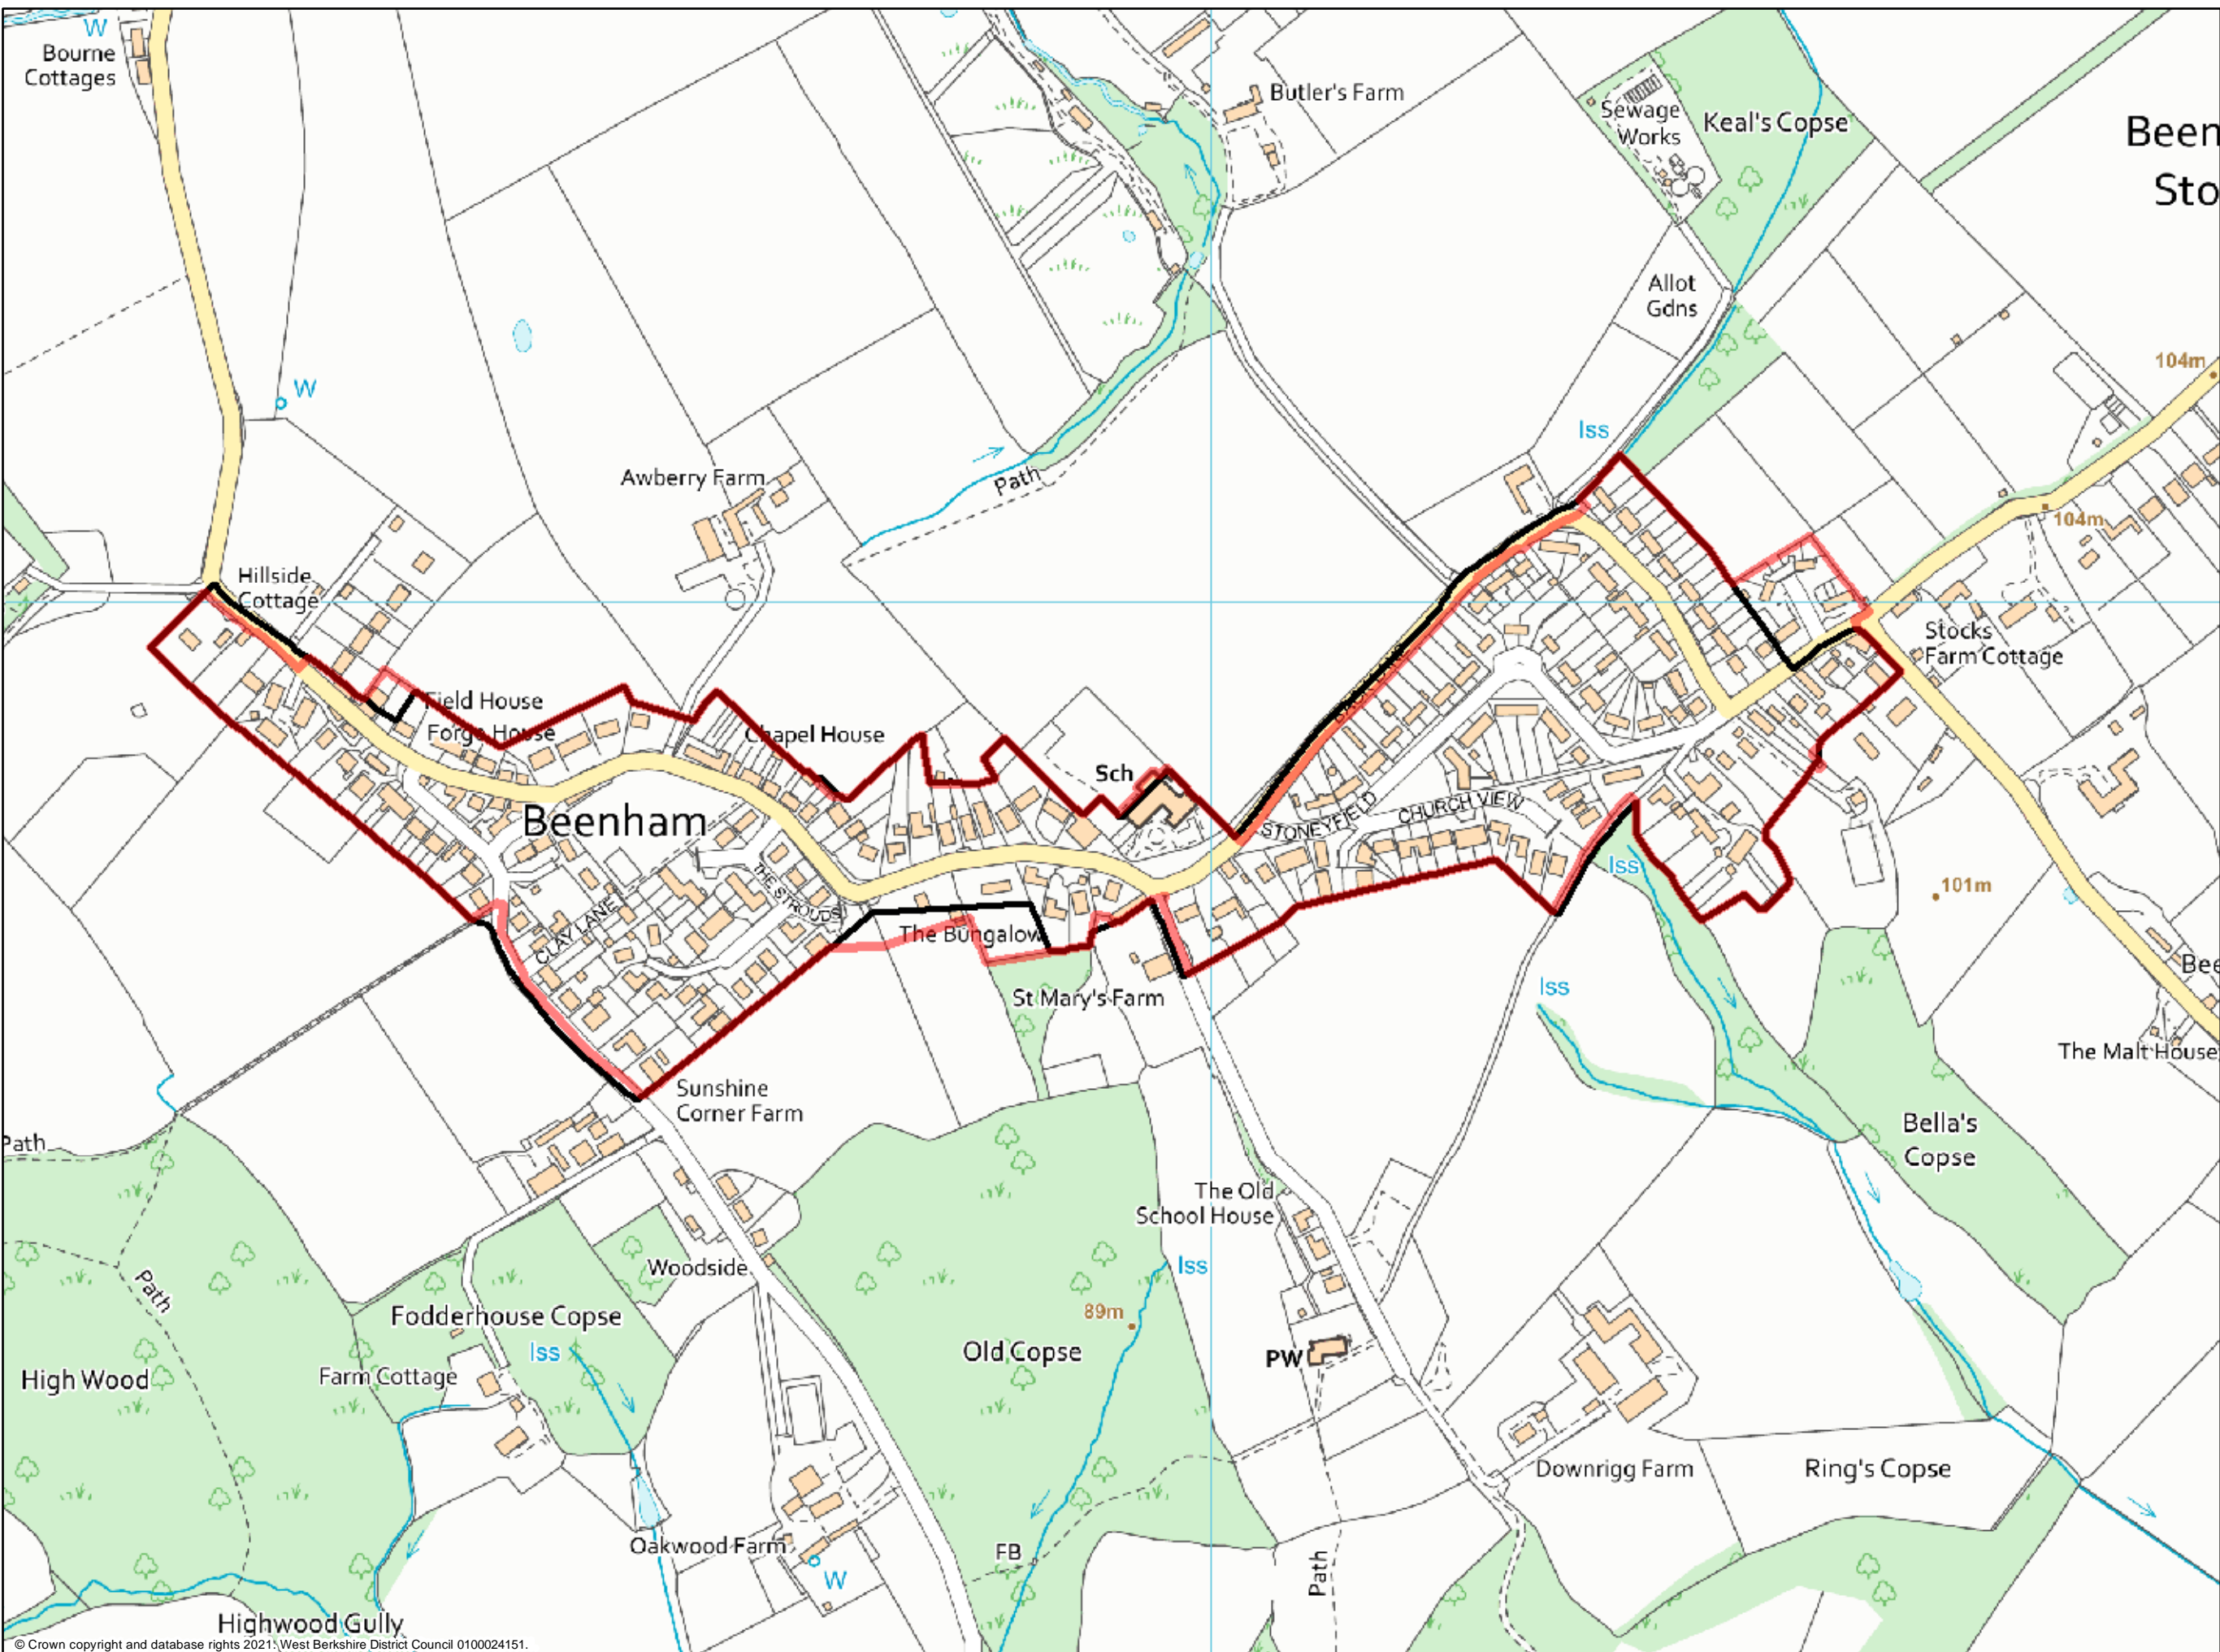 W
Bourne
Cottages
Butler's Farm
Sewage
Works
Keal's Copse
Been
Sto
Allot
Gdns
W
104m
Iss
Awberry Farm
Path
104m
Hillside
Cottage
Stocks
Farm Cottage
Field House
Forge House
Chapel House
Sch
Beenham
STONEYFIELD
CHURCH VIEW
THE STROUDS
Iss
101m
CLAY LANE
The Bungalow
Bee
St Mary's Farm
Iss
The Malt House
Sunshine
Corner Farm
Bella's
Copse
Path
The Old
School House
Woodside
Iss
Path
Fodderhouse Copse
89m
Iss
Old Copse
PW
High Wood
Farm Cottage
Downrigg Farm
Ring's Copse
Oakwood Farm
FB
W
Path
Highwood Gully
© Crown copyright and database rights 2021; West Berkshire District Council 0100024151.